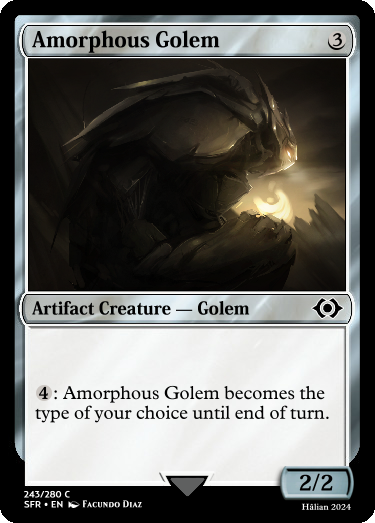 Amorphous Golem 3
Artifact Creature — Golem
4: Amorphous Golem becomes the
type of your choice until end of turn.
2/2
243/280 C
SFR • EN Facundo Diaz
Hālian 2024